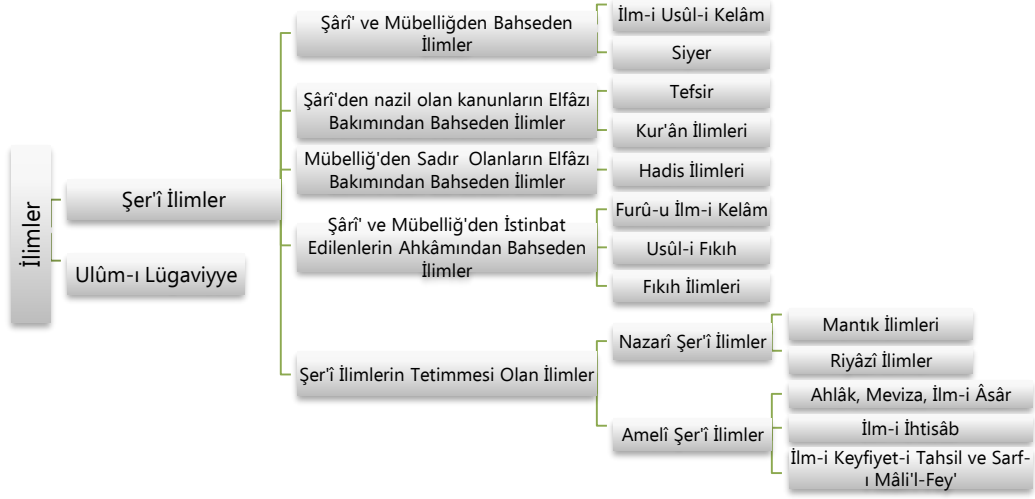 İlimler
Şer'î İlimler
Ulûm-ı Lügaviyye
Şârî' ve Mübelliğden Bahseden
İlimler
Şârî'den nazil olan kanunların Elfâzı
Bakımından Bahseden İlimler
Mübelliğ'den Sadır Olanların Elfâzı
Bakımından Bahseden İlimler
Şârî' ve Mübelliğ'den İstinbat
Edilenlerin Ahkâmından Bahseden
İlimler
Şer'î İlimlerin Tetimmesi Olan İlimler
İlm-i Usûl-i Kelâm
Siyer
Tefsir
Kur'ân İlimleri
Hadis İlimleri
Furû-u İlm-i Kelâm
Usûl-i Fıkıh
Fıkıh İlimleri
Nazarî Şer'î İlimler
Amelî Şer'î İlimler
Mantık İlimleri
Riyâzî İlimler
Ahlâk, Meviza, İlm-i Âsâr
İlm-i İhtisâb
İlm-i Keyfiyet-i Tahsil ve Sarf-
ı Mâli'l-Fey'